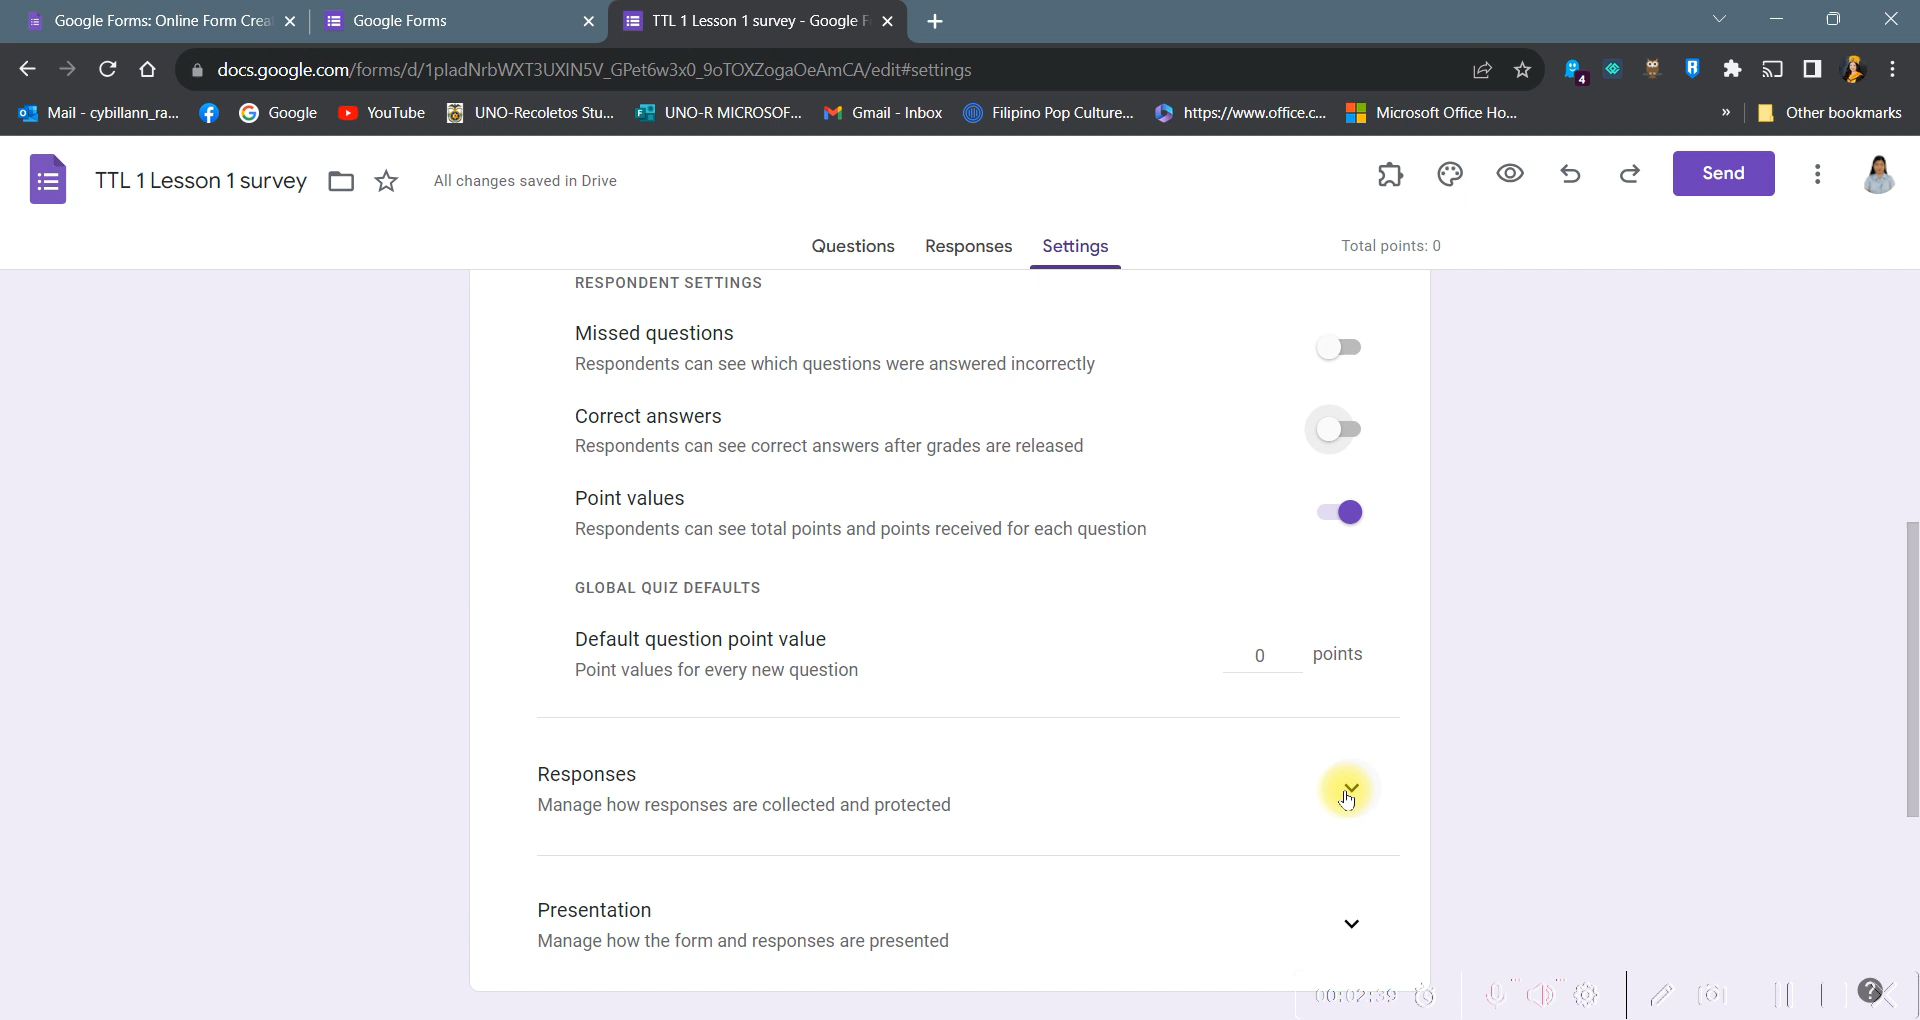 Google Forms: Online Form Crea
Google Forms
TTL 1 Lesson 1 survey - Google F
docs.google.com/forms/d/1pladNrbWXT3UXIN5V_GPet6w3x0_9oTOXZogaOeAmCA/edit#settings
4
Mail - cybillann_ra...
Google
YouTube
UNO-Recoletos Stu...
UNO-R MICROSOF...
Gmail - Inbox
Filipino Pop Culture...
https://www.office.c...
Microsoft Office Ho...
»
Other bookmarks
TTL 1 Lesson 1 survey
All changes saved in Drive
Send
Questions
Responses
Settings
Total points: 0
RESPONDENT SETTINGS
Missed questions
Respondents can see which questions were answered incorrectly
Correct answers
Respondents can see correct answers after grades are released
Point values
Respondents can see total points and points received for each question
GLOBAL QUIZ DEFAULTS
Default question point value
Point values for every new question
0 points
Responses
Manage how responses are collected and protected
Presentation
Manage how the form and responses are presented
00:02:39